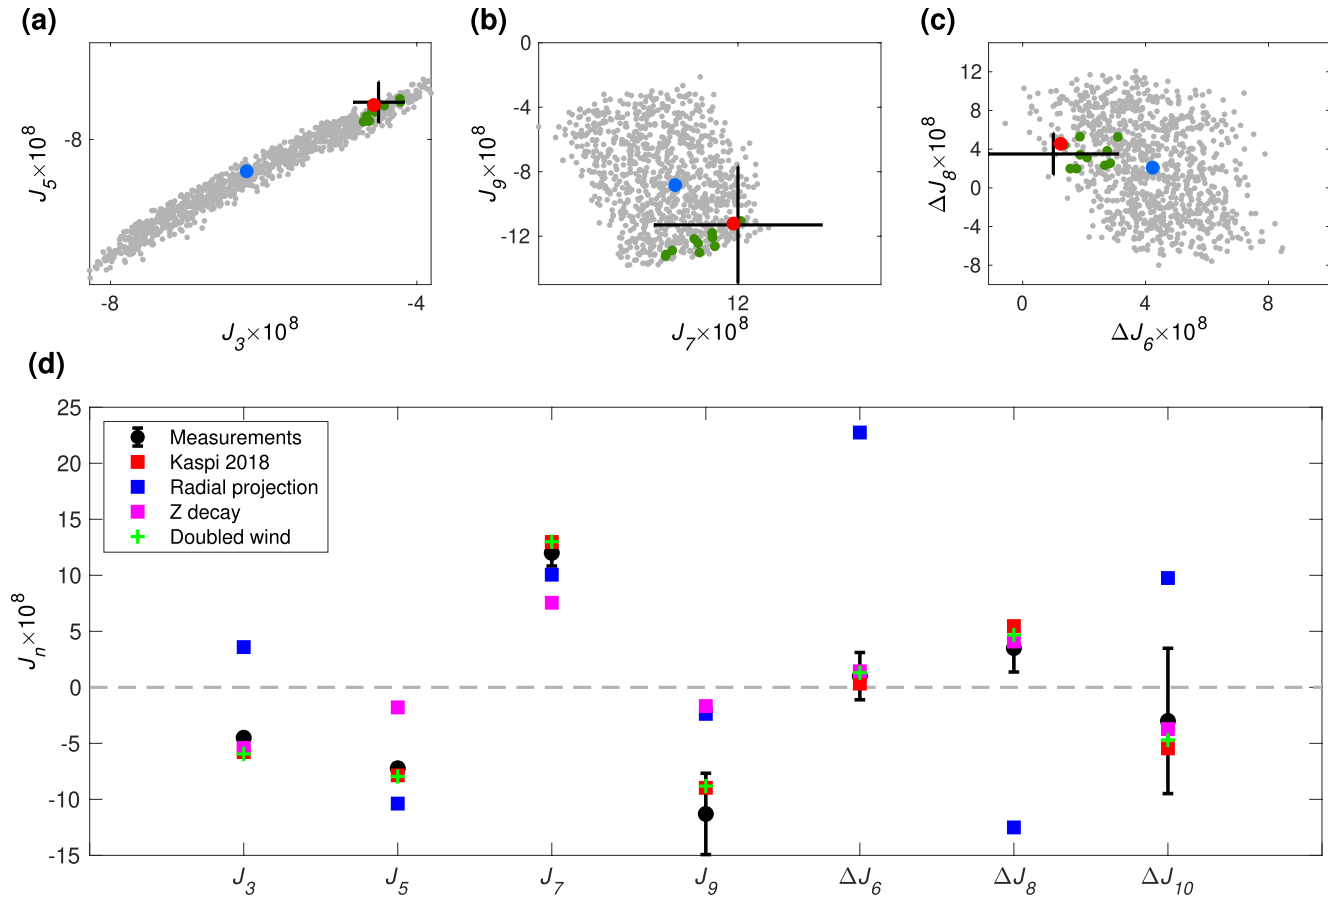 (a)
J5×10^8
-8
-8
-4
J3×10^8
(b)
J9×10^8
0
-4
-8
-12
12
J7×10^8
(c)
ΔJ8×10^8
12
8
4
0
-4
-8
0
4
8
ΔJ6×10^8
(d)
Jn×10^8
25
20
15
10
5
0
-5
-10
-15
Measurements
Kaspi 2018
Radial projection
Z decay
Doubled wind
J3 J5 J7 J9 ΔJ6 ΔJ8 ΔJ10